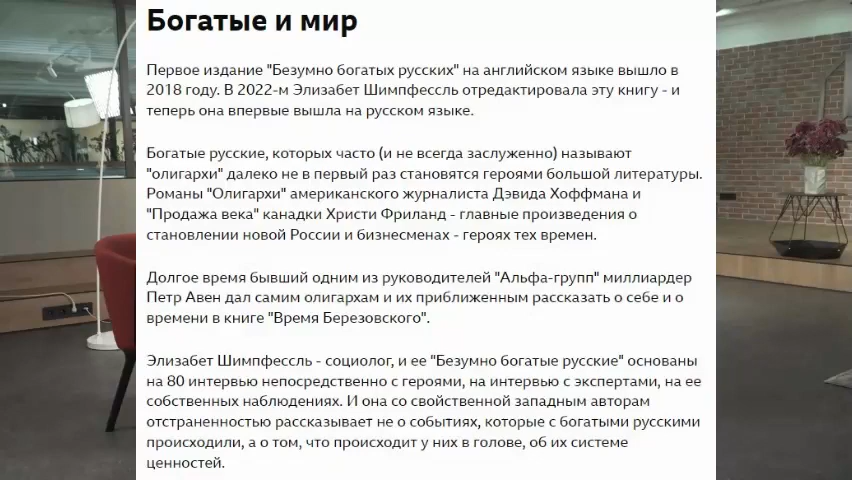 Богатые и мир
Первое издание "Безумно богатых русских" на английском языке вышло в
2018 году. В 2022-м Элизабет Шимпфессль отредактировала эту книгу - и
теперь она впервые вышла на русском языке.
Богатые русские, которых часто (и не всегда заслуженно) называют
"олигархи" далеко не в первый раз становятся героями большой литературы.
Романы "Олигархи" американского журналиста Дэвида Хоффмана и
"Продажа века" канадки Христи Фриланд - главные произведения о
становлении новой России и бизнесменах - героях тех времен.
Долгое время бывший одним из руководителей "Альфа-групп" миллиардер
Петр Авен дал самим олигархам и их приближенным рассказать о себе и о
времени в книге "Время Березовского".
Элизабет Шимпфессль - социолог, и ее "Безумно богатые русские" основаны
на 80 интервью непосредственно с героями, на интервью с экспертами, на ее
собственных наблюдениях. И она со свойственной западным авторам
отстраненностью рассказывает не о событиях, которые с богатыми русскими
происходили, а о том, что происходит у них в голове, об их системе
ценностей.